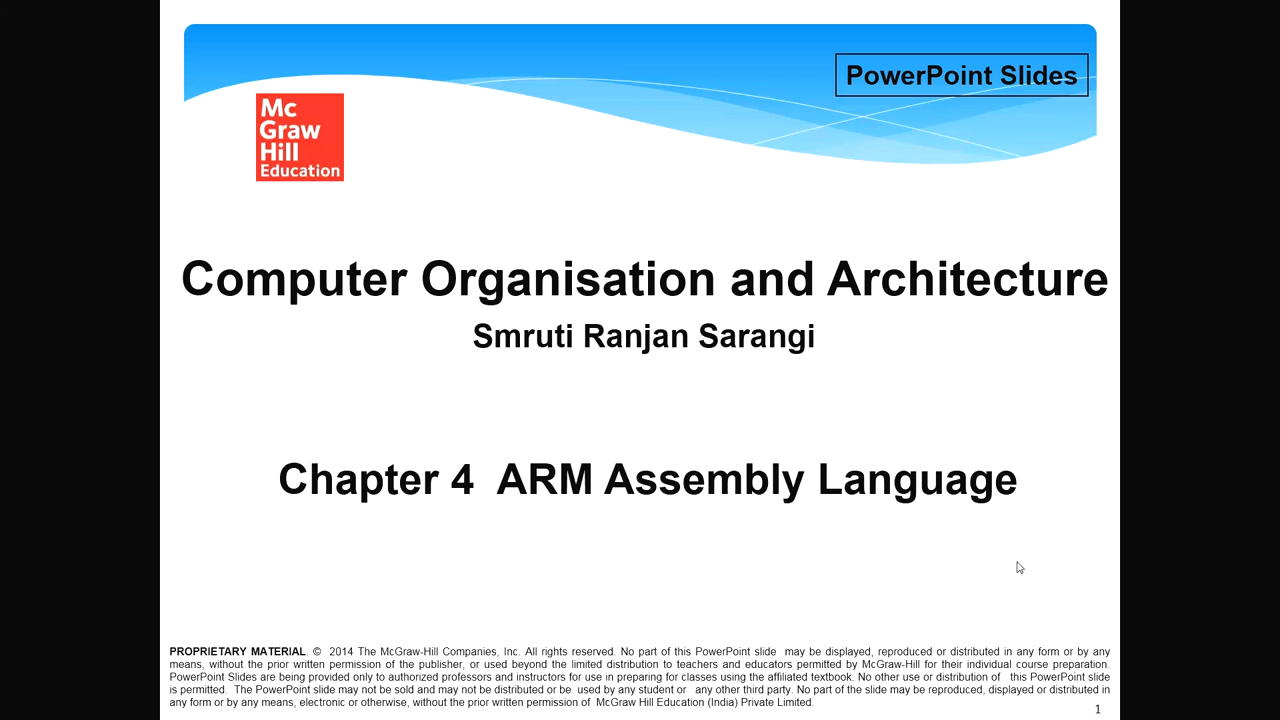 PowerPoint Slides
Mc
Graw
Hill
Education
Computer Organisation and Architecture
Smruti Ranjan Sarangi
Chapter 4 ARM Assembly Language
PROPRIETARY MATERIAL. © 2014 The McGraw-Hill Companies, Inc. All rights reserved. No part of this PowerPoint slide may be displayed, reproduced or distributed in any form or by any
means, without the prior written permission of the publisher, or used beyond the limited distribution to teachers and educators permitted by McGraw-Hill for their individual course preparation.
PowerPoint Slides are being provided only to authorized professors and instructors for use in preparing for classes using the affiliated textbook. No other use or distribution of this PowerPoint slide
is permitted. The PowerPoint slide may not be sold and may not be distributed or be used by any student or any other third party. No part of the slide may be reproduced, displayed or distributed in
any form or by any means, electronic or otherwise, without the prior written permission of McGraw Hill Education (India) Private Limited.
1